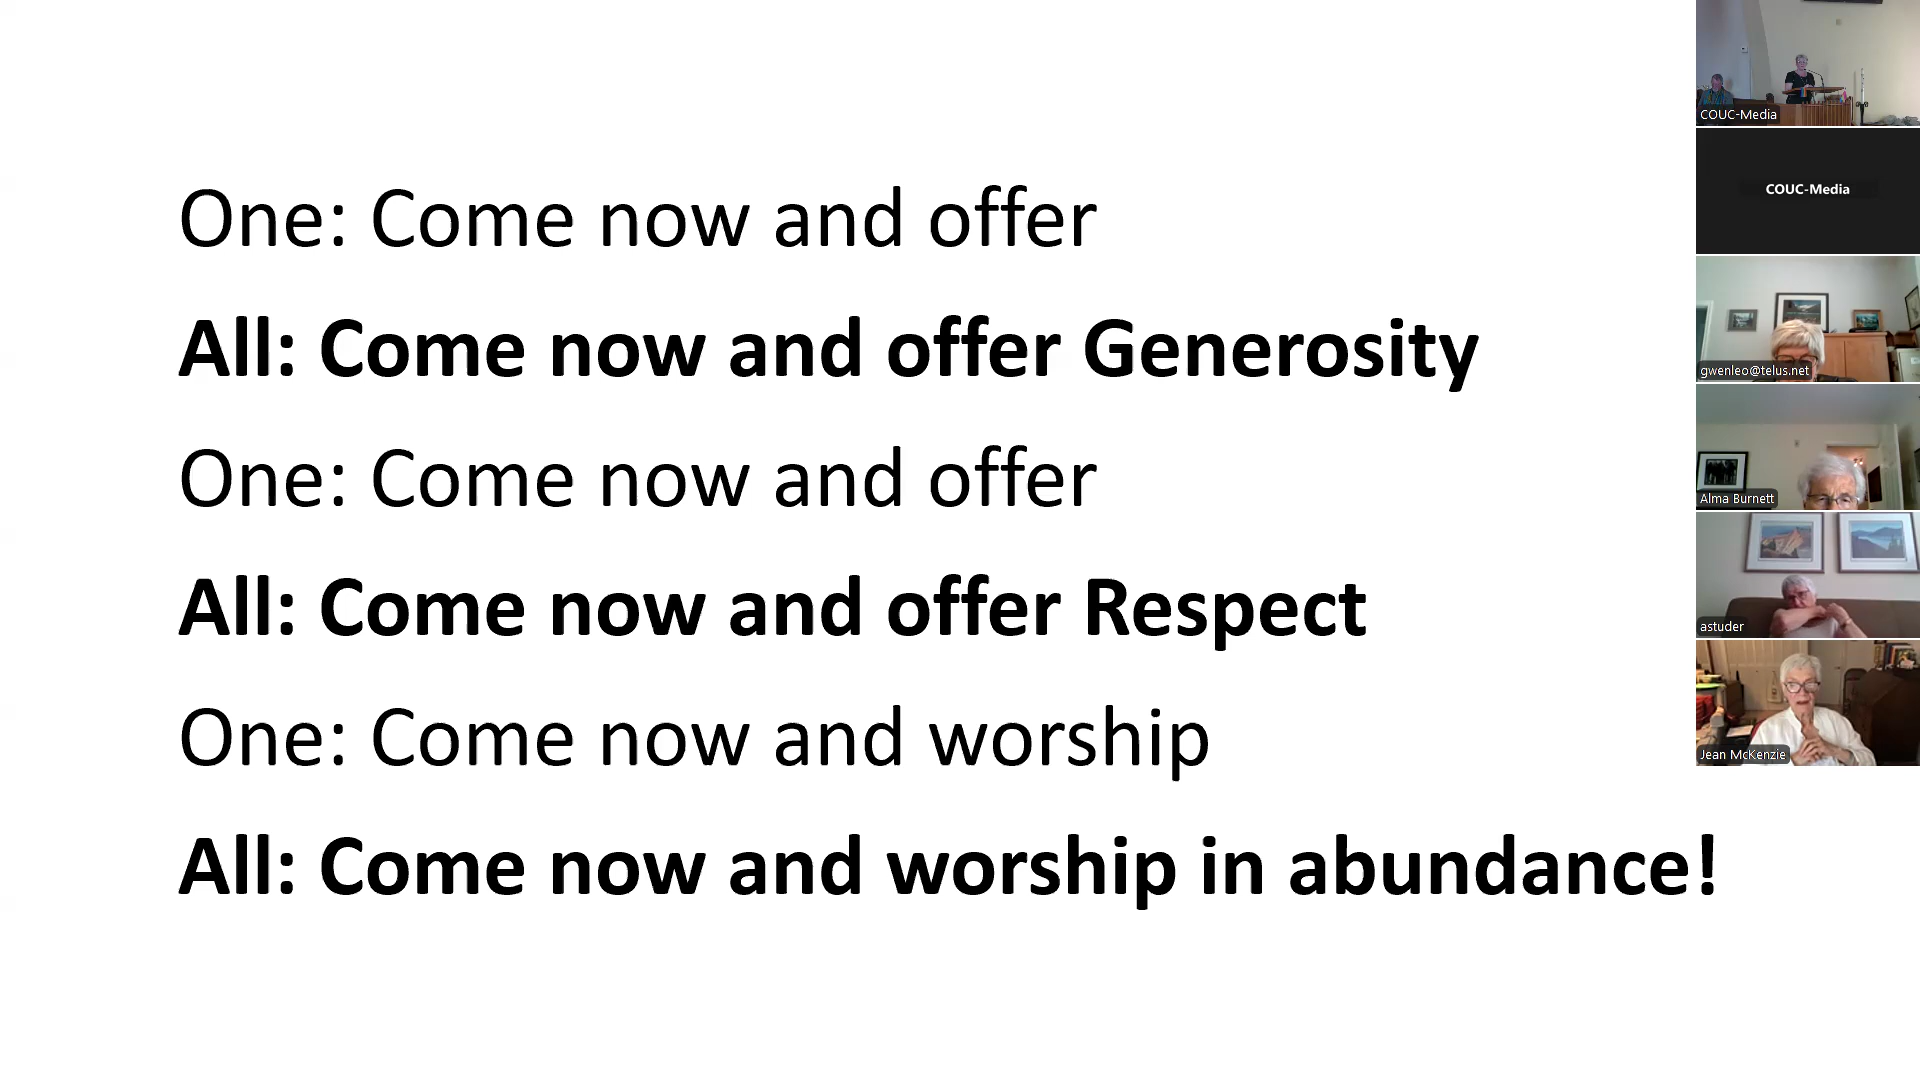 One: Come now and offer
All: Come now and offer Generosity
One: Come now and offer
All: Come now and offer Respect
One: Come now and worship
All: Come now and worship in abundance!
COUC-Media
COUC-Media
gwenleo@telus.net
Alma Burnett
astuder
Jean McKenzie